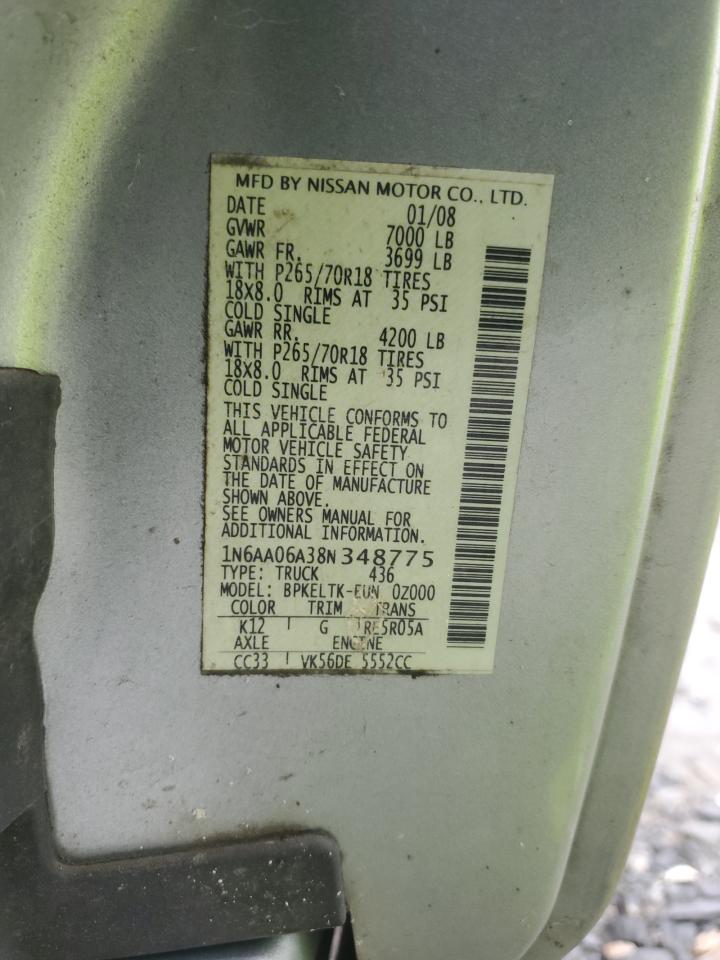 MFD BY NISSAN MOTOR CO., LTD.
DATE 01/08
GVWR 7000 LB
GAWR FR. 3699 LB
WITH P265/70R18 TIRES
18X8.0 RIMS AT 35 PSI
COLD SINGLE
GAWR RR. 4200 LB
WITH P265/70R18 TIRES
18X8.0 RIMS AT 35 PSI
COLD SINGLE
THIS VEHICLE CONFORMS TO
ALL APPLICABLE FEDERAL
MOTOR VEHICLE SAFETY
STANDARDS IN EFFECT ON
THE DATE OF MANUFACTURE
SHOWN ABOVE.
SEE OWNERS MANUAL FOR
ADDITIONAL INFORMATION.
1N6AA06A38N348775
TYPE: TRUCK 436
MODEL: BPKELTK-EUN 0Z000
COLOR TRIM TRANS
K12 G RE5R05A
AXLE ENGINE
CC33 VK56DE 5552CC